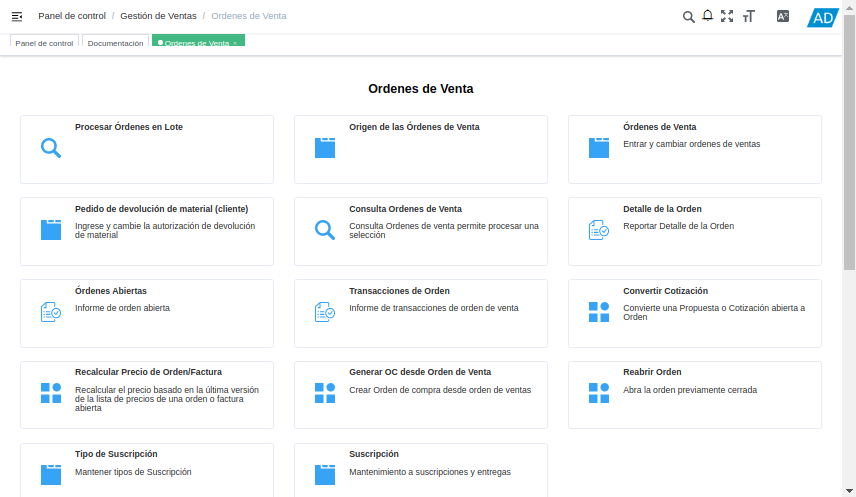 Panel de control / Gestión de Ventas / Ordenes de Venta
AD
Panel de control
Documentación
Ordenes de Venta ×
Ordenes de Venta
Procesar Órdenes en Lote
Origen de las Órdenes de Venta
Órdenes de Venta
Entrar y cambiar ordenes de ventas
Pedido de devolución de material (cliente)
Ingrese y cambie la autorización de devolución
de material
Consulta Ordenes de Venta
Consulta Ordenes de venta permite procesar una
selección
Detalle de la Orden
Reportar Detalle de la Orden
Órdenes Abiertas
Informe de orden abierta
Transacciones de Orden
Informe de transacciones de orden de venta
Convertir Cotización
Convierte una Propuesta o Cotización abierta a
Orden
Recalcular Precio de Orden/Factura
Recalcular el precio basado en la última versión
de la lista de precios de una orden o factura
abierta
Generar OC desde Orden de Venta
Crear Orden de compra desde orden de ventas
Reabrir Orden
Abra la orden previamente cerrada
Tipo de Suscripción
Mantener tipos de Suscripción
Suscripción
Mantenimiento a suscripciones y entregas